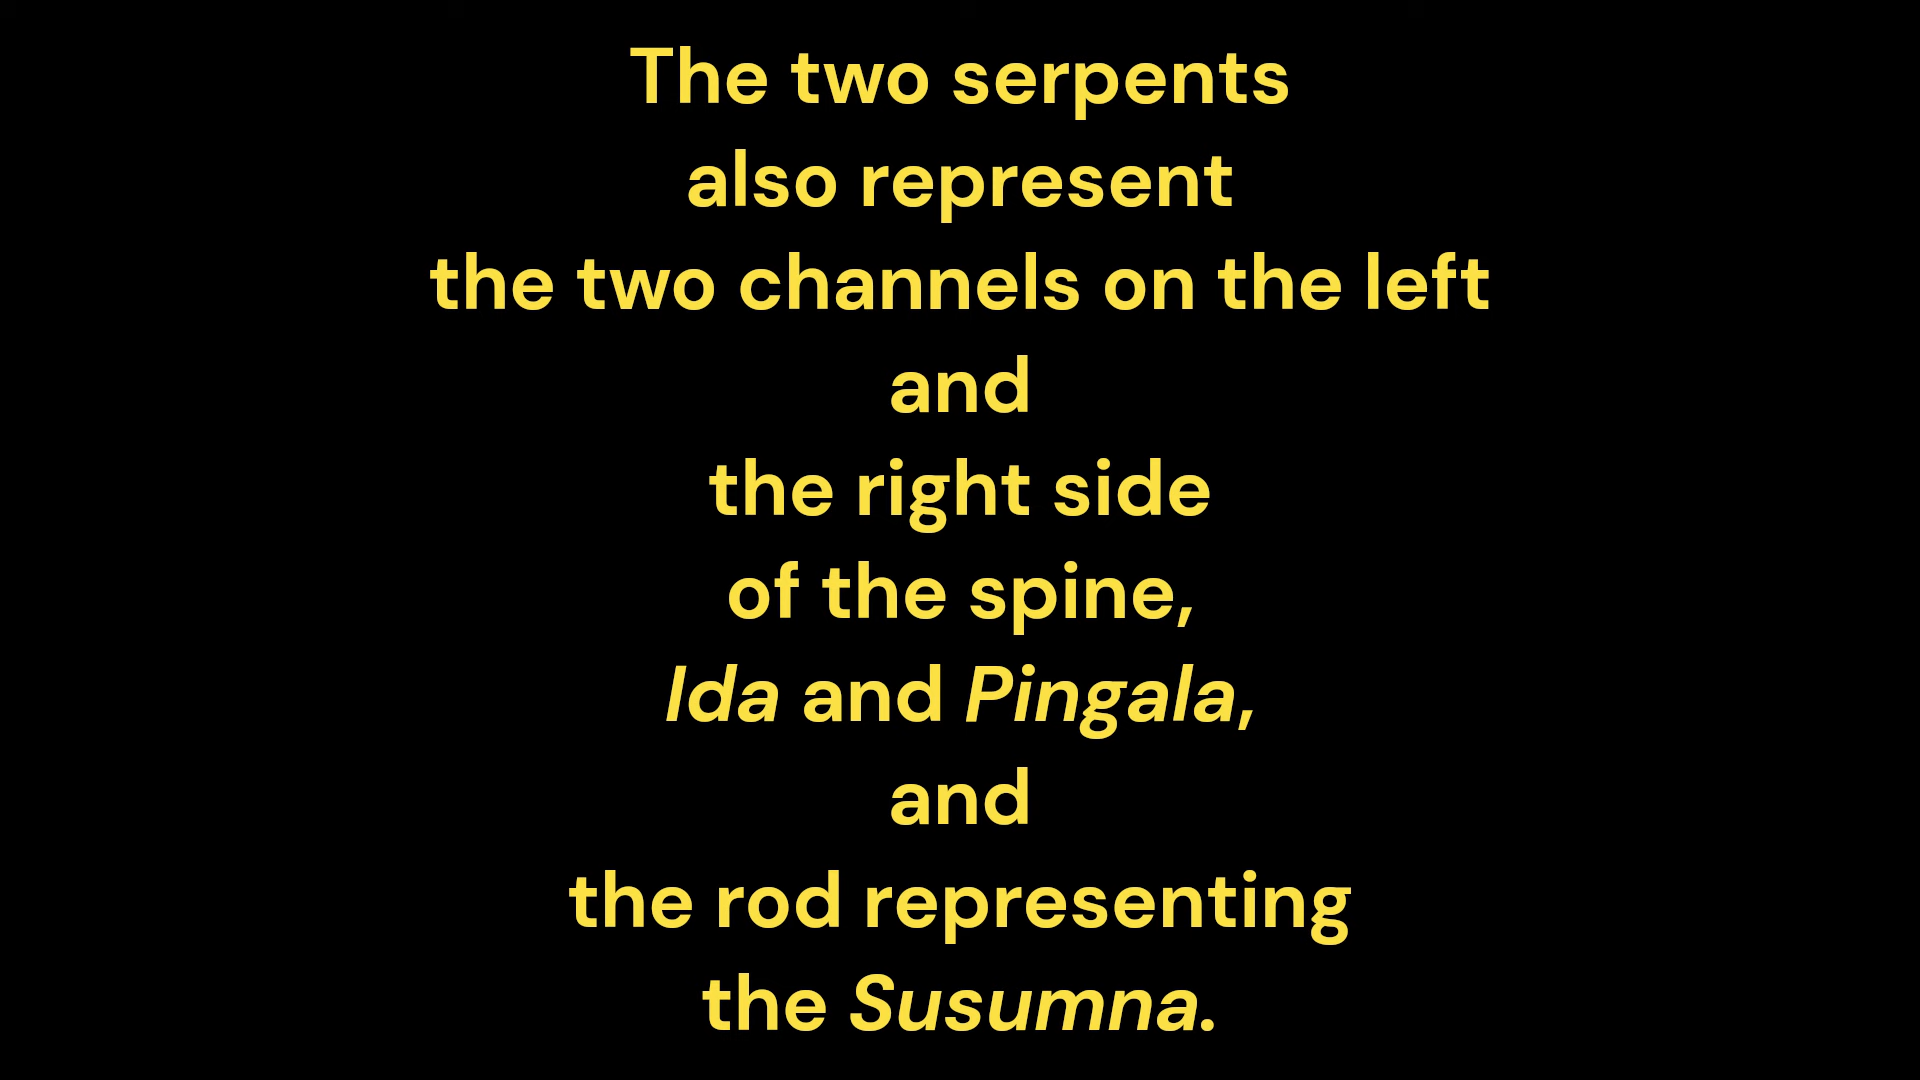 The two serpents
also represent
the two channels on the left
and
the right side
of the spine,
Ida and Pingala,
and
the rod representing
the Susumna.